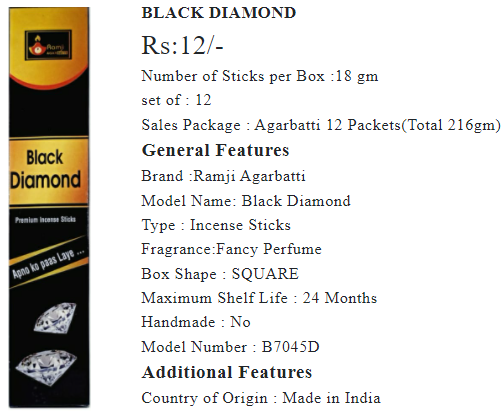 Ramji
Black
Diamond
Premium Incense Sticks
Apno ko paas Laye ...
BLACK DIAMOND
Rs:12/-
Number of Sticks per Box :18 gm
set of : 12
Sales Package : Agarbatti 12 Packets(Total 216gm)
General Features
Brand :Ramji Agarbatti
Model Name: Black Diamond
Type : Incense Sticks
Fragrance:Fancy Perfume
Box Shape : SQUARE
Maximum Shelf Life : 24 Months
Handmade : No
Model Number : B7045D
Additional Features
Country of Origin : Made in India